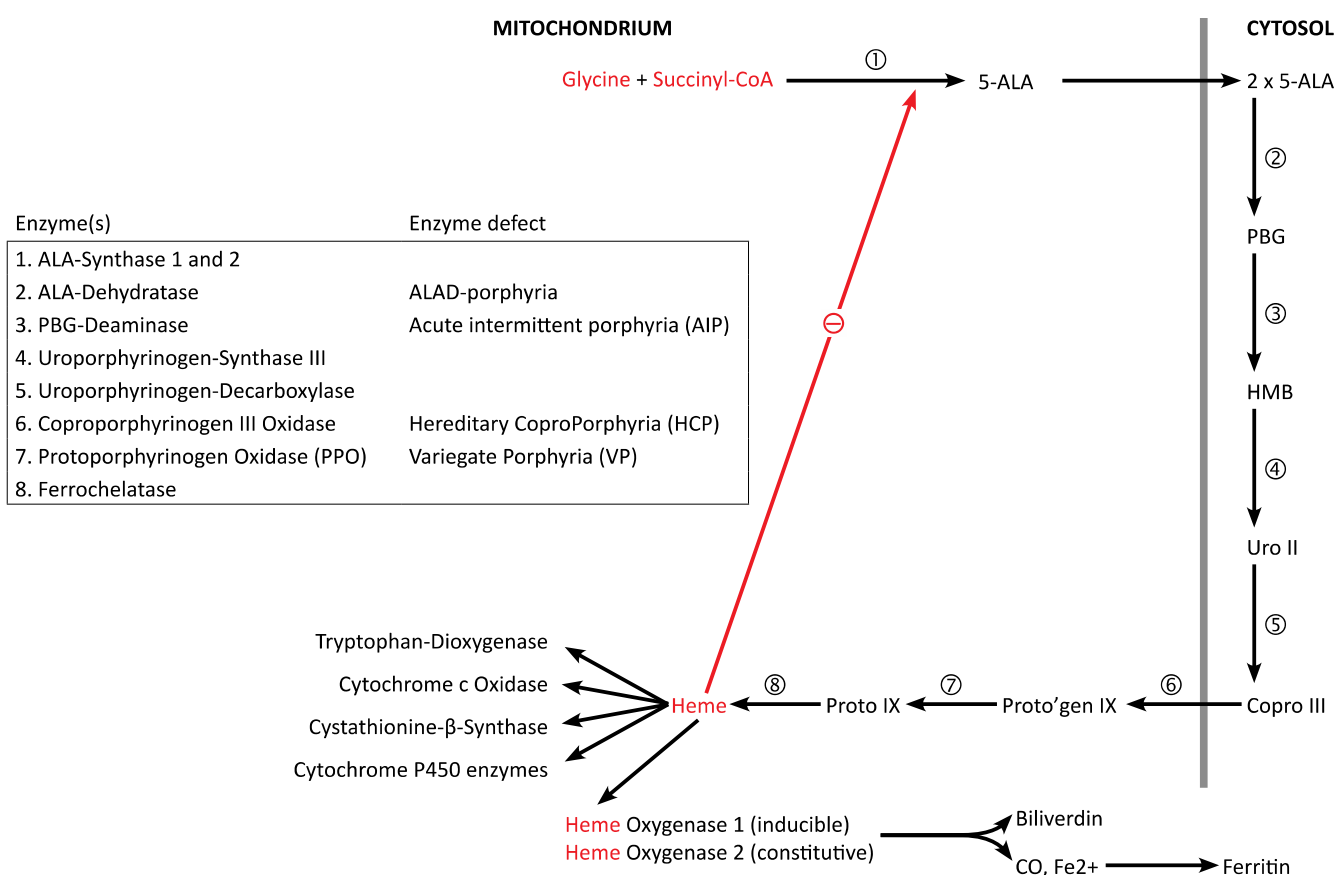 MITOCHONDRIUM
CYTOSOL
①
Glycine + Succinyl-CoA
5-ALA
2 x 5-ALA
②
Enzyme(s) Enzyme defect
PBG
1. ALA-Synthase 1 and 2
2. ALA-Dehydratase ALAD-porphyria
3. PBG-Deaminase Acute intermittent porphyria (AIP)
4. Uroporphyrinogen-Synthase III
5. Uroporphyrinogen-Decarboxylase
6. Coproporphyrinogen III Oxidase Hereditary CoproPorphyria (HCP)
7. Protoporphyrinogen Oxidase (PPO) Variegate Porphyria (VP)
8. Ferrochelatase
③
HMB
④
Uro II
⑤
Tryptophan-Dioxygenase
Cytochrome c Oxidase
Cystathionine-β-Synthase
Cytochrome P450 enzymes
Heme
⑧
Proto IX
⑦
Proto’gen IX
⑥
Copro III
Heme Oxygenase 1 (inducible)
Heme Oxygenase 2 (constitutive)
Biliverdin
CO, Fe2+
Ferritin